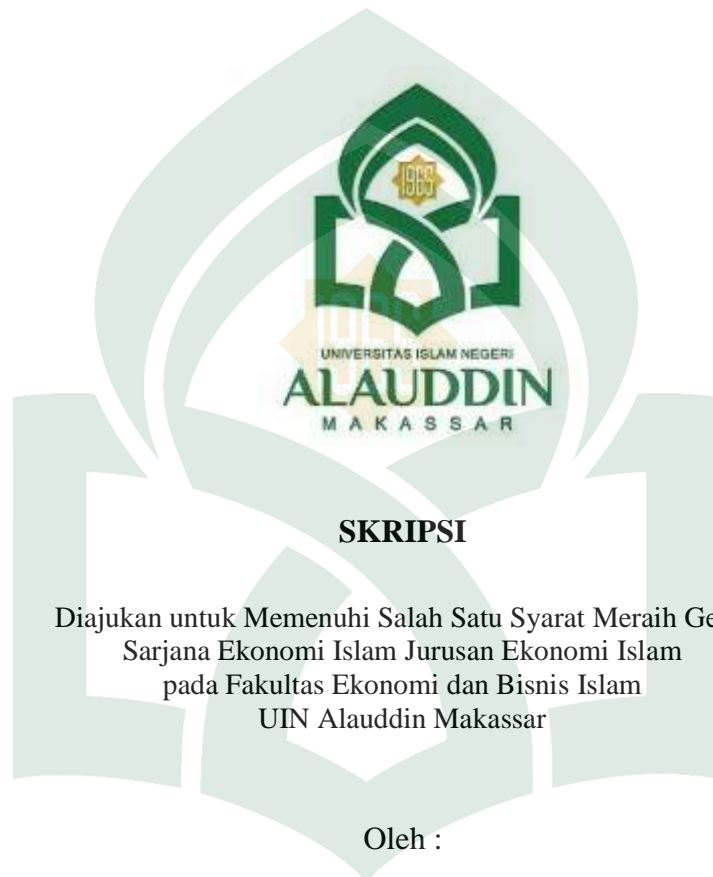 1965
UNIVERSITAS ISLAM NEGERI
ALAUDDIN
MAKASSAR
SKRIPSI
Diajukan untuk Memenuhi Salah Satu Syarat Meraih Ge
Sarjana Ekonomi Islam Jurusan Ekonomi Islam
pada Fakultas Ekonomi dan Bisnis Islam
UIN Alauddin Makassar
Oleh :